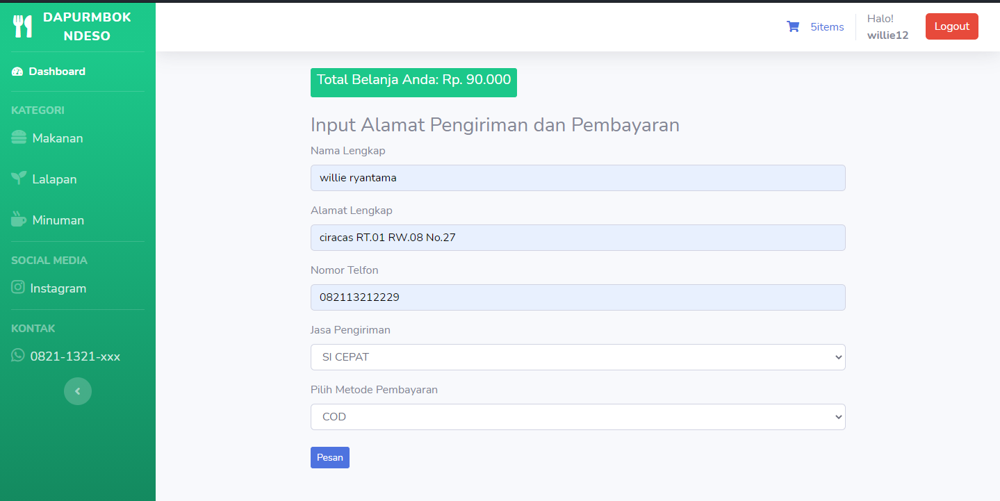 DAPURMBOK
NDESO
Dashboard
KATEGORI
Makanan
Lalapan
Minuman
SOCIAL MEDIA
Instagram
KONTAK
0821-1321-xxx
5items
Halo!
willie12
Logout
Total Belanja Anda: Rp. 90.000
Input Alamat Pengiriman dan Pembayaran
Nama Lengkap
willie ryantama
Alamat Lengkap
ciracas RT.01 RW.08 No.27
Nomor Telfon
082113212229
Jasa Pengiriman
SI CEPAT
Pilih Metode Pembayaran
COD
Pesan